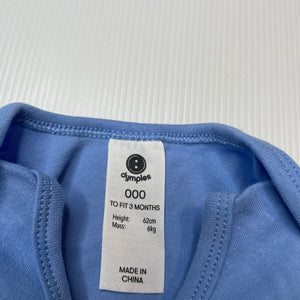 dymples
000
TO FIT 3 MONTHS
Height: 62cm
Mass: 6kg
MADE IN
CHINA